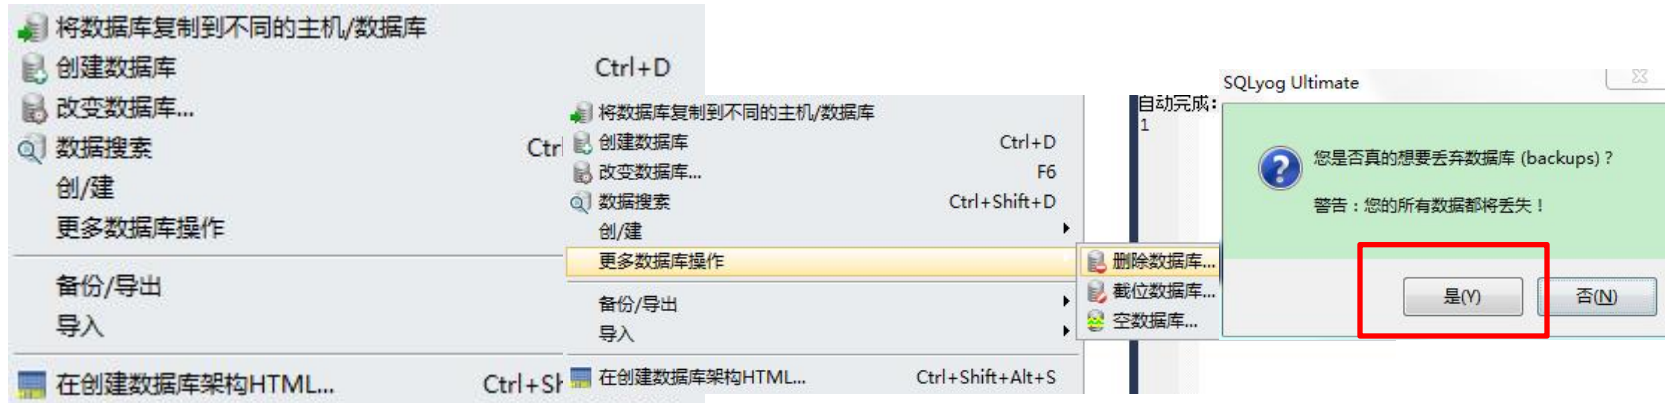 将数据库复制到不同的主机/数据库
创建数据库 Ctrl+D
改变数据库...
数据搜索 Ctr
创/建
更多数据库操作
备份/导出
导入
在创建数据库架构HTML... Ctrl+Sh
将数据库复制到不同的主机/数据库
创建数据库 Ctrl+D
改变数据库... F6
数据搜索 Ctrl+Shift+D
创/建
更多数据库操作
备份/导出
导入
在创建数据库架构HTML... Ctrl+Shift+Alt+S
删除数据库...
截位数据库...
空数据库...
自动完成:
1
SQLyog Ultimate
您是否真的想要丢弃数据库 (backups)？
警告：您的所有数据都将丢失！
是(Y) 否(N)